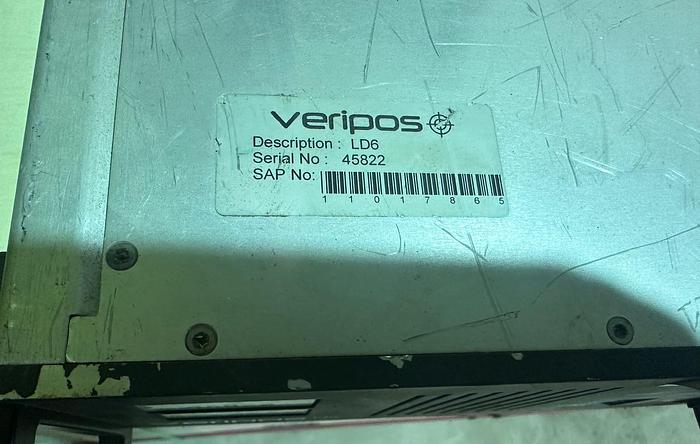 veripos
Description : LD6
Serial No : 45822
SAP No:
1 1 0 1 7 8 6 5